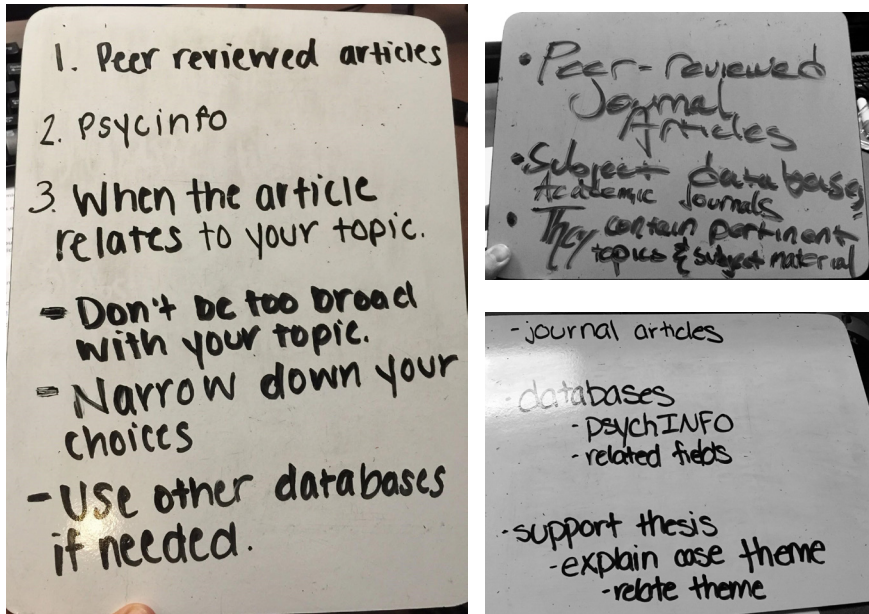 1. Peer reviewed articles
2. Psycinfo
3. When the article
relates to your topic.
- Don't be too broad
with your topic.
- Narrow down your
choices
- Use other databases
if needed.
• Peer-reviewed
Journal
Articles
• Subject databases,
Academic Journals
• They contain pertinent
topics & subject material
- journal articles
- databases
- psychINFO
- related fields
- support thesis
- explain case theme
- relate theme